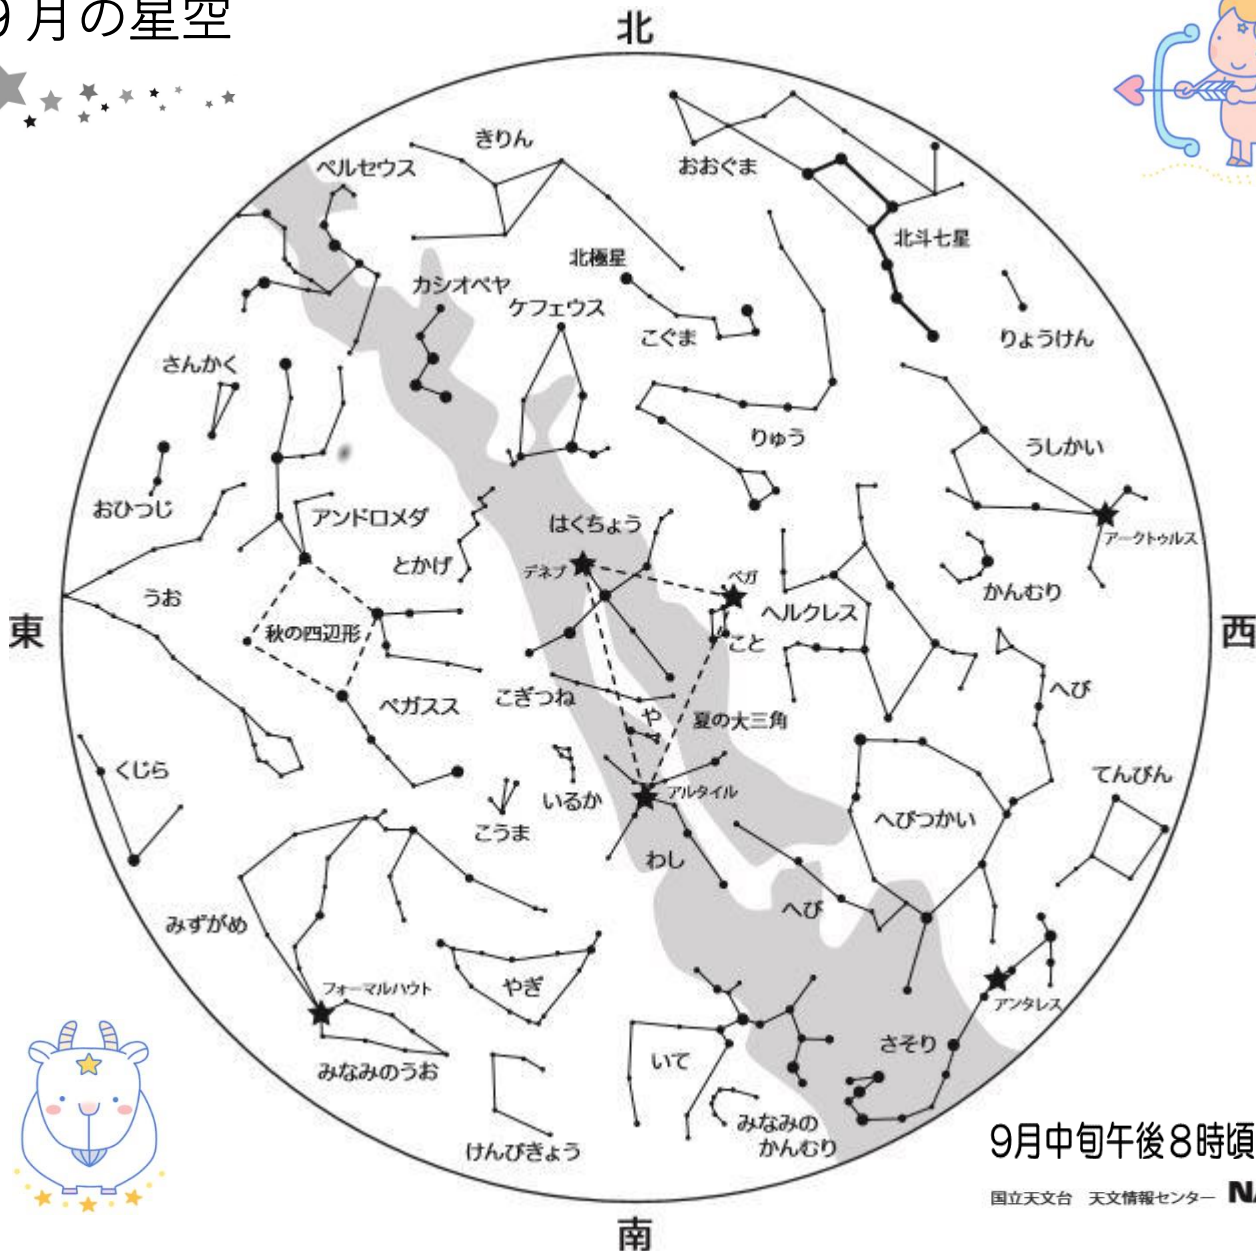 9月の星空
北
きりん
おおぐま
ペルセウス
北斗七星
北極星
カシオペヤ
ケフェウス
こぐま
りょうけん
さんかく
りゅう
うしかい
おひつじ
アンドロメダ
はくちょう
アークトゥルス
とかげ
デネブ
ベガ
かんむり
うお
ヘルクレス
東
秋の四辺形
こと
西
へび
こぎつね
ペガスス
や
夏の大三角
くじら
てんびん
いるか
アルタイル
こうま
へびつかい
わし
へび
みずがめ
フォーマルハウト
やぎ
アンタレス
さそり
いて
みなみのうお
みなみの
かんむり
けんびきょう
9月中旬午後8時頃
国立天文台 天文情報センター
南